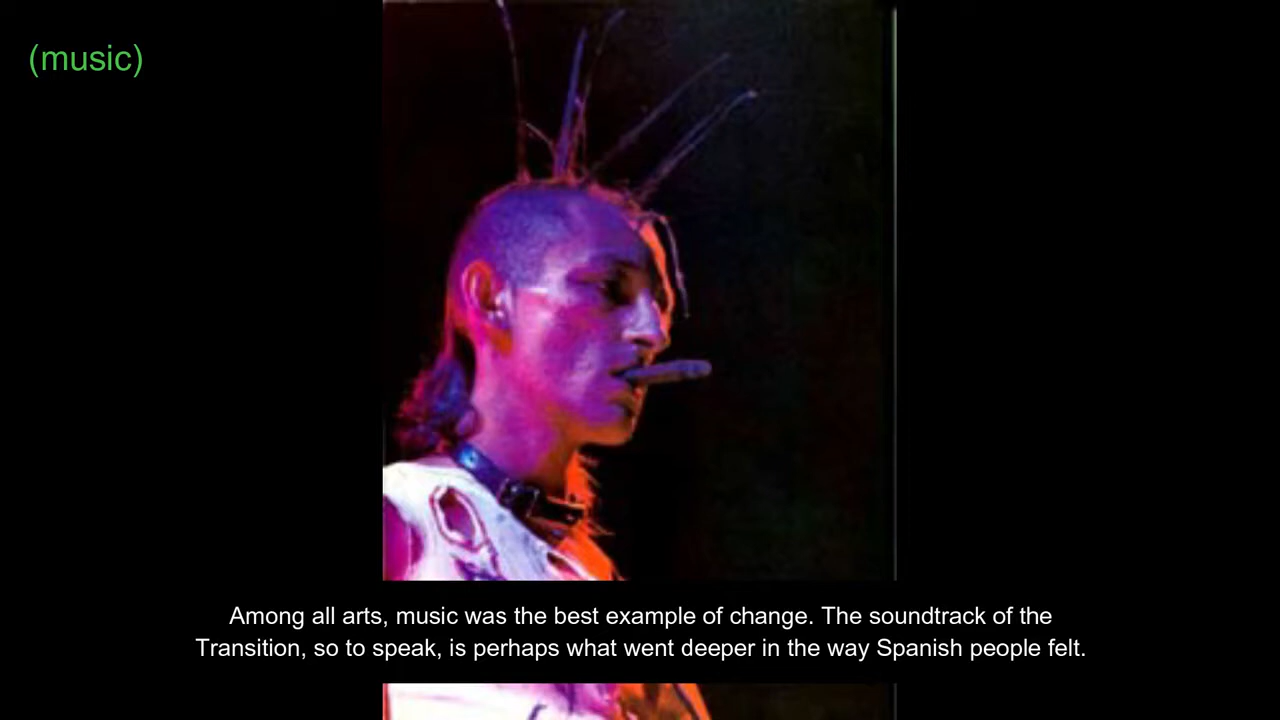 (music)
Among all arts, music was the best example of change. The soundtrack of the
Transition, so to speak, is perhaps what went deeper in the way Spanish people felt.